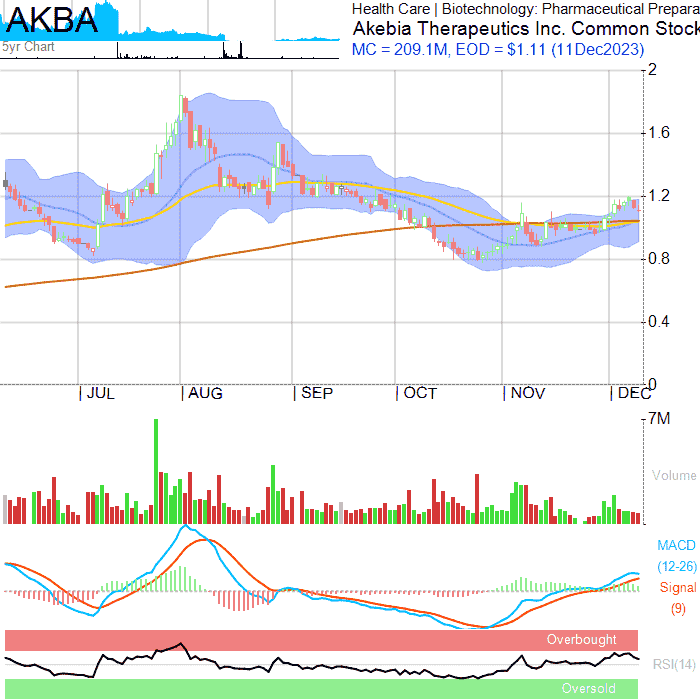 AKBA
5yr Chart
Health Care | Biotechnology: Pharmaceutical Prepara
Akebia Therapeutics Inc. Common Stock
MC = 209.1M, EOD = $1.11 (11Dec2023)
2
1.6
1.2
0.8
0.4
0
JUL
AUG
SEP
OCT
NOV
DEC
7M
Volume
MACD
(12-26)
Signal
(9)
Overbought
RSI(14)
Oversold